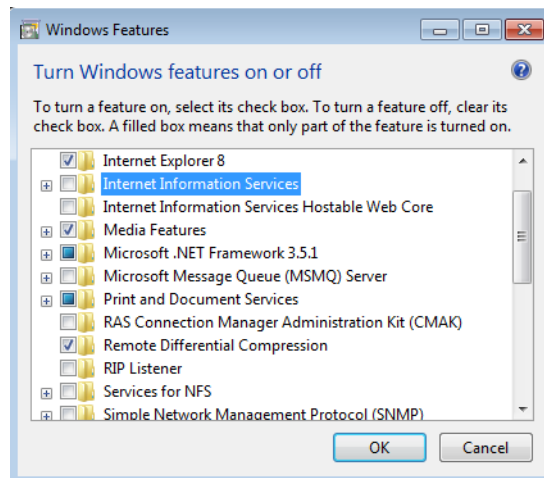 Windows Features
Turn Windows features on or off
To turn a feature on, select its check box. To turn a feature off, clear its
check box. A filled box means that only part of the feature is turned on.
Internet Explorer 8
Internet Information Services
Internet Information Services Hostable Web Core
Media Features
Microsoft .NET Framework 3.5.1
Microsoft Message Queue (MSMQ) Server
Print and Document Services
RAS Connection Manager Administration Kit (CMAK)
Remote Differential Compression
RIP Listener
Services for NFS
Simple Network Management Protocol (SNMP)
OK Cancel